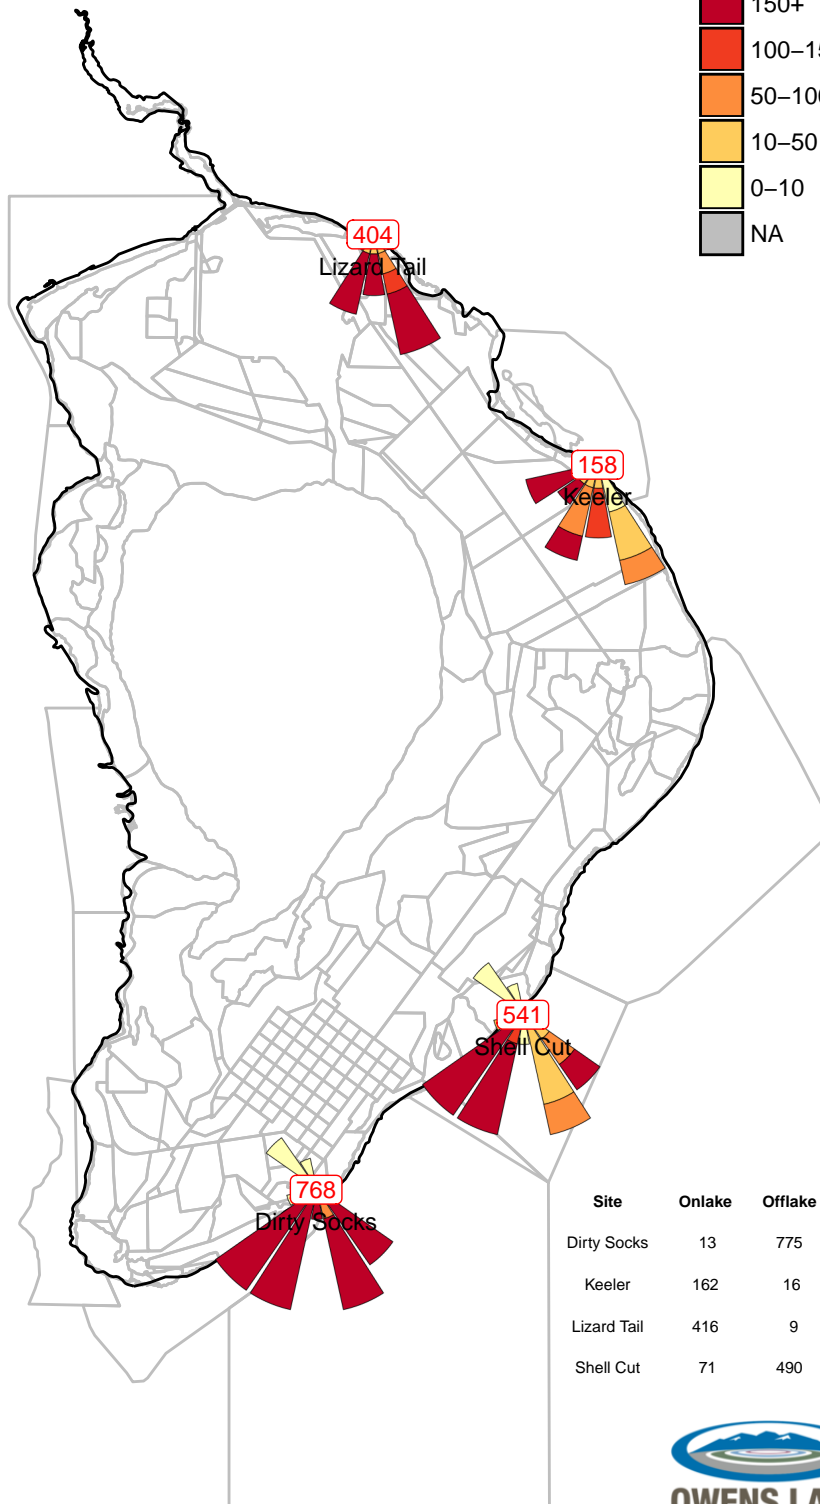 150+
100–15
50–100
10–50
0–10
NA
404
Lizard Tail
158
Keeler
541
Shell Cut
768
Dirty Socks
Site Onlake Offlake
Dirty Socks 13 775
Keeler 162 16
Lizard Tail 416 9
Shell Cut 71 490
OWENS LA